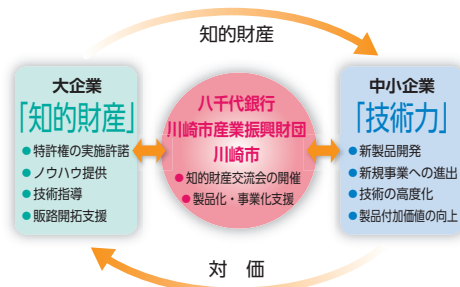 知的財産
大企業
「知的財産」
●特許権の実施許諾
●ノウハウ提供
●技術指導
●販路開拓支援
八千代銀行
川崎市産業振興財団
川崎市
●知的財産交流会の開催
●製品化・事業化支援
中小企業
「技術力」
●新製品開発
●新規事業への進出
●技術の高度化
●製品付加価値の向上
対 価